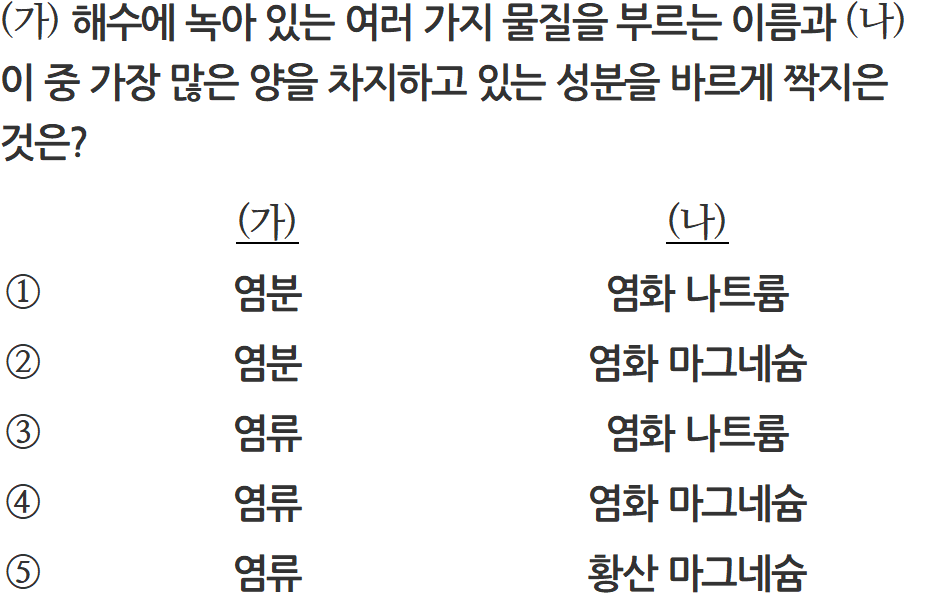 (가) 해수에 녹아 있는 여러 가지 물질을 부르는 이름과 (나)
이 중 가장 많은 양을 차지하고 있는 성분을 바르게 짝지은
것은?
(가) (나)
① 염분 염화 나트륨
② 염분 염화 마그네슘
③ 염류 염화 나트륨
④ 염류 염화 마그네슘
⑤ 염류 황산 마그네슘